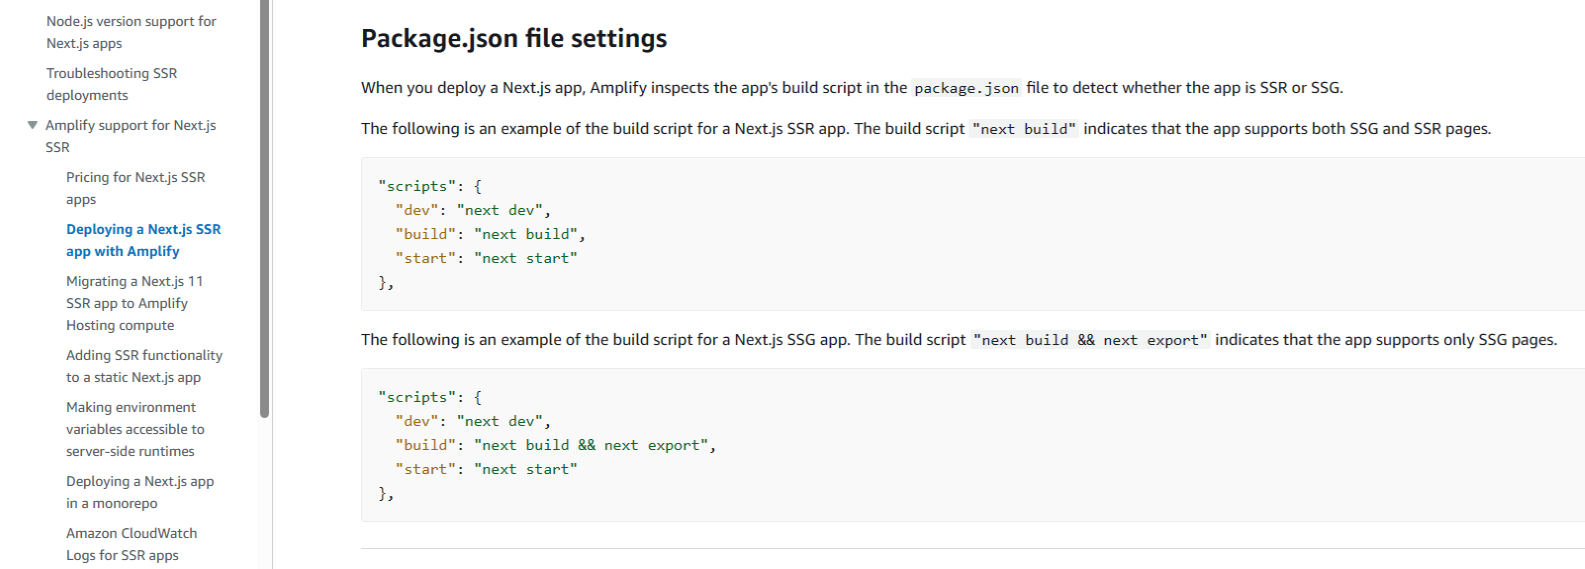 Node.js version support for
Next.js apps
Troubleshooting SSR
deployments
Amplify support for Next.js
SSR
Pricing for Next.js SSR
apps
Deploying a Next.js SSR
app with Amplify
Migrating a Next.js 11
SSR app to Amplify
Hosting compute
Adding SSR functionality
to a static Next.js app
Making environment
variables accessible to
server-side runtimes
Deploying a Next.js app
in a monorepo
Amazon CloudWatch
Logs for SSR apps
Package.json file settings
When you deploy a Next.js app, Amplify inspects the app's build script in the package.json file to detect whether the app is SSR or SSG.
The following is an example of the build script for a Next.js SSR app. The build script "next build" indicates that the app supports both SSG and SSR pages.
"scripts": {
  "dev": "next dev",
  "build": "next build",
  "start": "next start"
},
The following is an example of the build script for a Next.js SSG app. The build script "next build && next export" indicates that the app supports only SSG pages.
"scripts": {
  "dev": "next dev",
  "build": "next build && next export",
  "start": "next start"
},